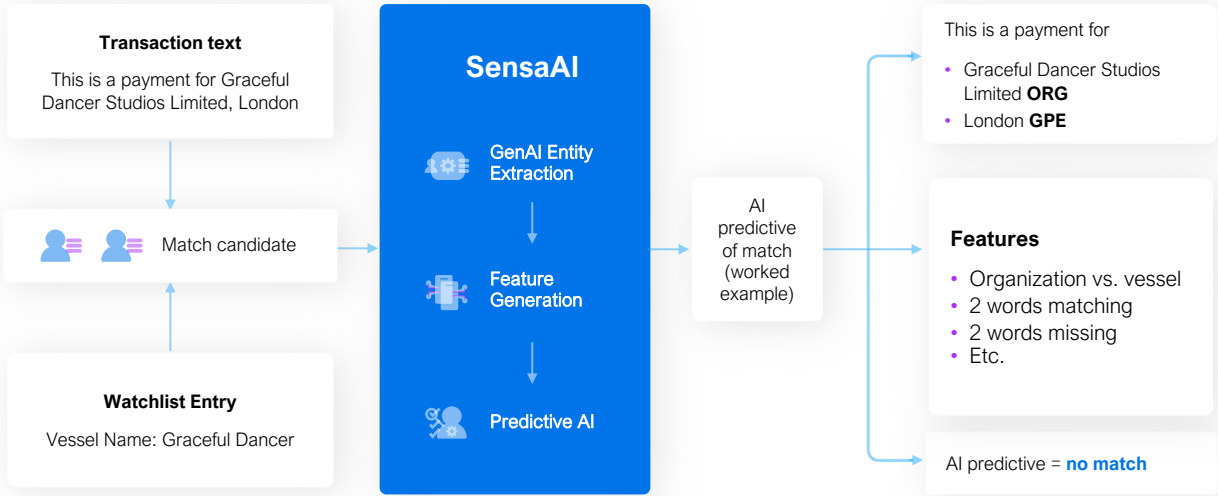 Transaction text
This is a payment for Graceful
Dancer Studios Limited, London
Match candidate
Watchlist Entry
Vessel Name: Graceful Dancer
SensaAI
GenAI Entity
Extraction
Feature
Generation
Predictive AI
AI
predictive
of match
(worked
example)
This is a payment for
• Graceful Dancer Studios
Limited ORG
• London GPE
Features
• Organization vs. vessel
• 2 words matching
• 2 words missing
• Etc.
AI predictive = no match